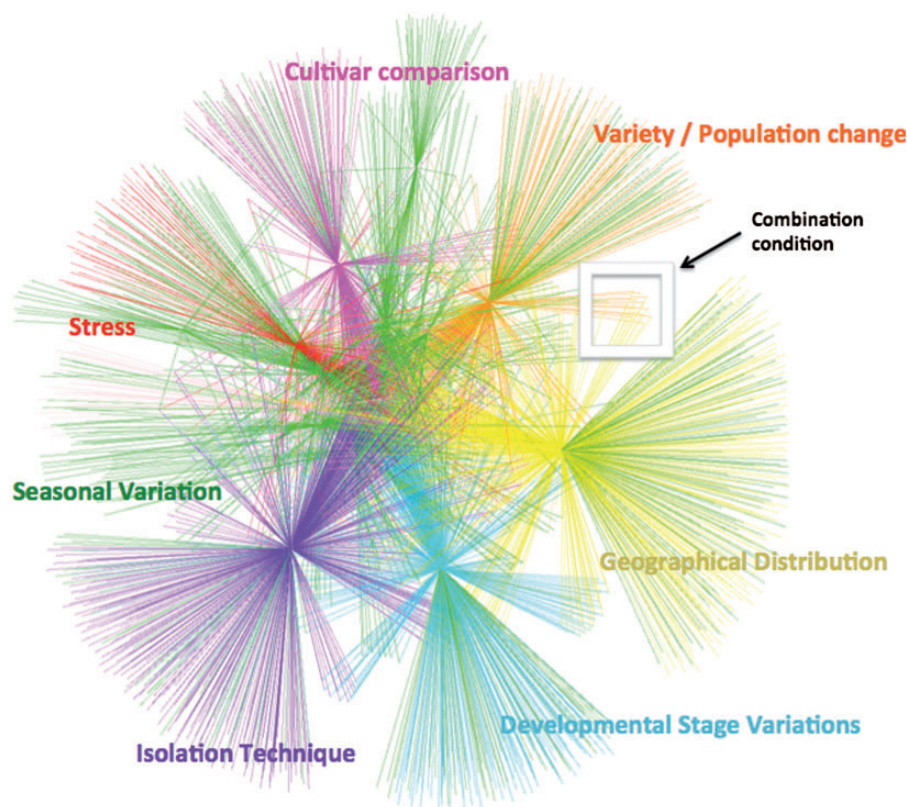 Cultivar comparison
Variety / Population change
Combination
condition
Stress
Seasonal Variation
Geographical Distribution
Developmental Stage Variations
Isolation Technique